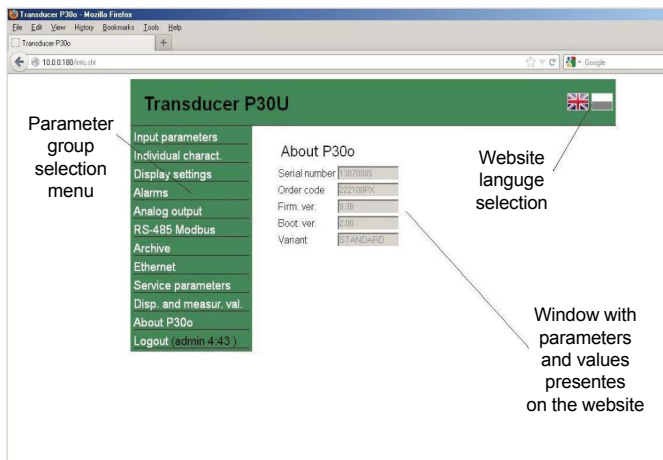 Transducer P30o - Mozilla Firefox
File Edit View History Bookmarks Tools Help
Transducer P30o +
10.0.0.180/info.sht
Google
Transducer P30U
Parameter
group
selection
menu
Input parameters
Individual charact.
Display settings
Alarms
Analog output
RS-485 Modbus
Archive
Ethernet
Service parameters
Disp. and measur. val.
About P30o
Logout (admin 4:43 )
About P30o
Serial number 13070005
Order code 222100PX
Firm. ver. 0.38
Boot. ver. 2.00
Variant STANDARD
Website
languge
selection
Window with
parameters
and values
presentes
on the website